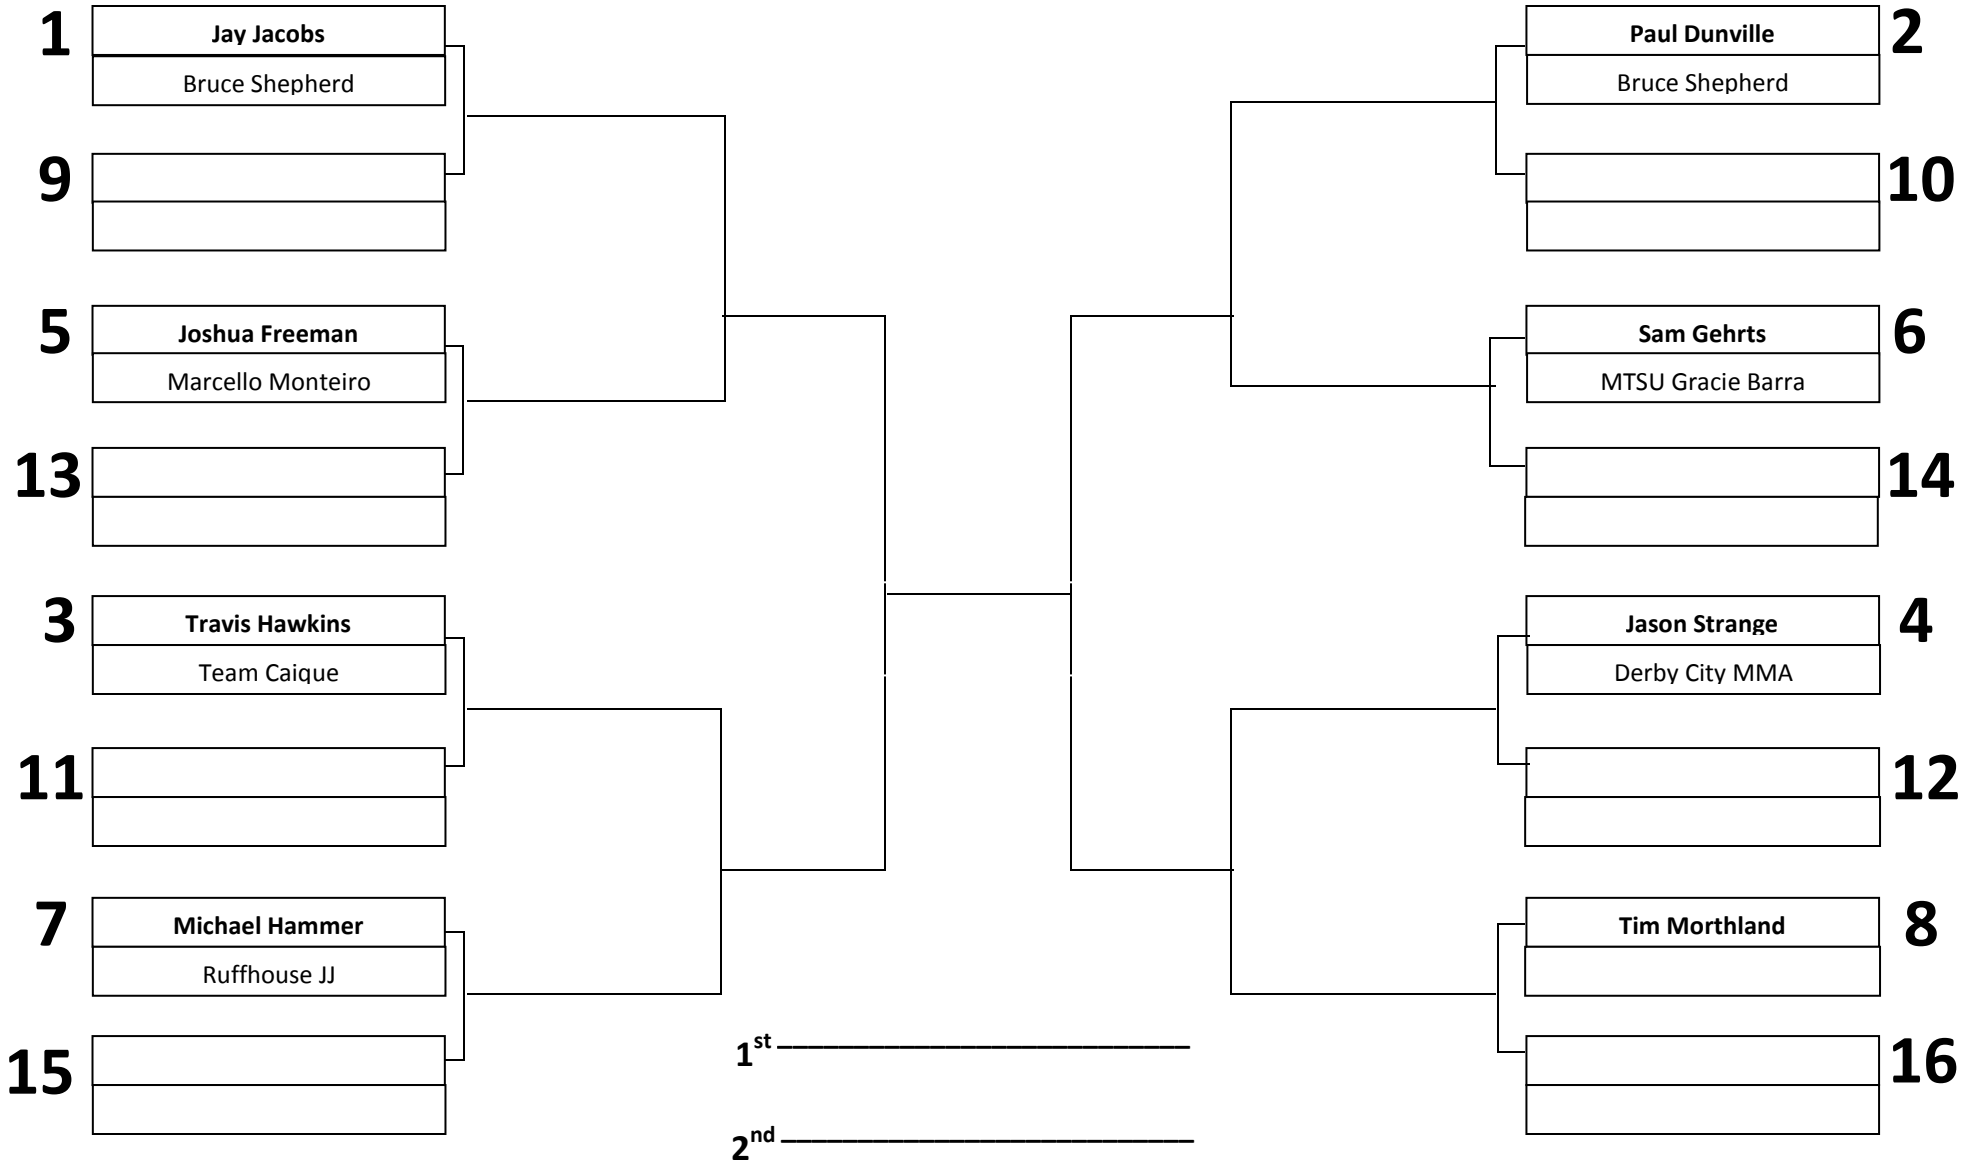 1
Jay Jacobs
Bruce Shepherd
9
5
Joshua Freeman
Marcello Monteiro
13
3
Travis Hawkins
Team Caique
11
7
Michael Hammer
Ruffhouse JJ
15
Paul Dunville
2
Bruce Shepherd
10
Sam Gehrts
6
MTSU Gracie Barra
14
Jason Strange
4
Derby City MMA
12
Tim Morthland
8
16
1st
2nd